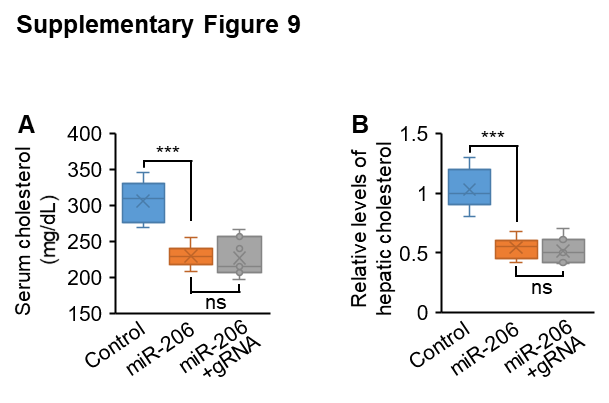 Supplementary Figure 9
A
Serum cholesterol
(mg/dL)
400
350
300
250
200
150
***
ns
Control
miR-206
miR-206
+gRNA
B
Relative levels of
hepatic cholesterol
1.5
1
0.5
0
***
ns
Control
miR-206
miR-206
+gRNA